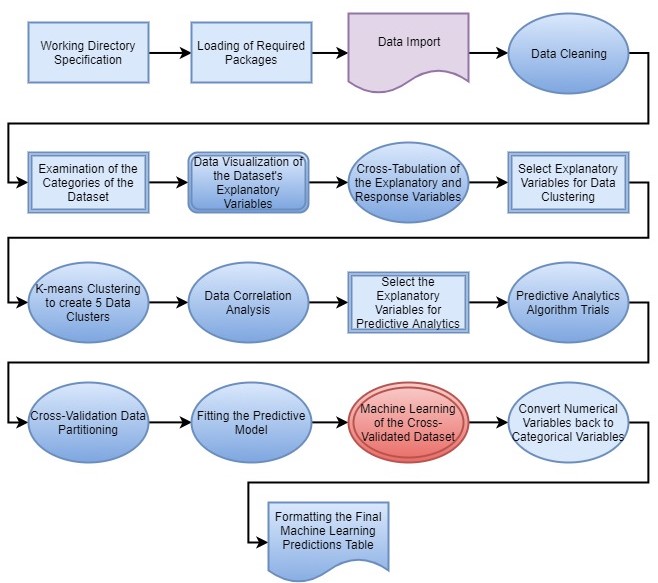 Working Directory
Specification
Loading of Required
Packages
Data Import
Data Cleaning
Examination of the
Categories of the
Dataset
Data Visualization of
the Dataset's
Explanatory
Variables
Cross-Tabulation of
the Explanatory and
Response Variables
Select Explanatory
Variables for Data
Clustering
K-means Clustering
to create 5 Data
Clusters
Data Correlation
Analysis
Select the
Explanatory
Variables for
Predictive Analytics
Predictive Analytics
Algorithm Trials
Cross-Validation Data
Partitioning
Fitting the Predictive
Model
Machine Learning
of the Cross-
Validated Dataset
Convert Numerical
Variables back to
Categorical Variables
Formatting the Final
Machine Learning
Predictions Table